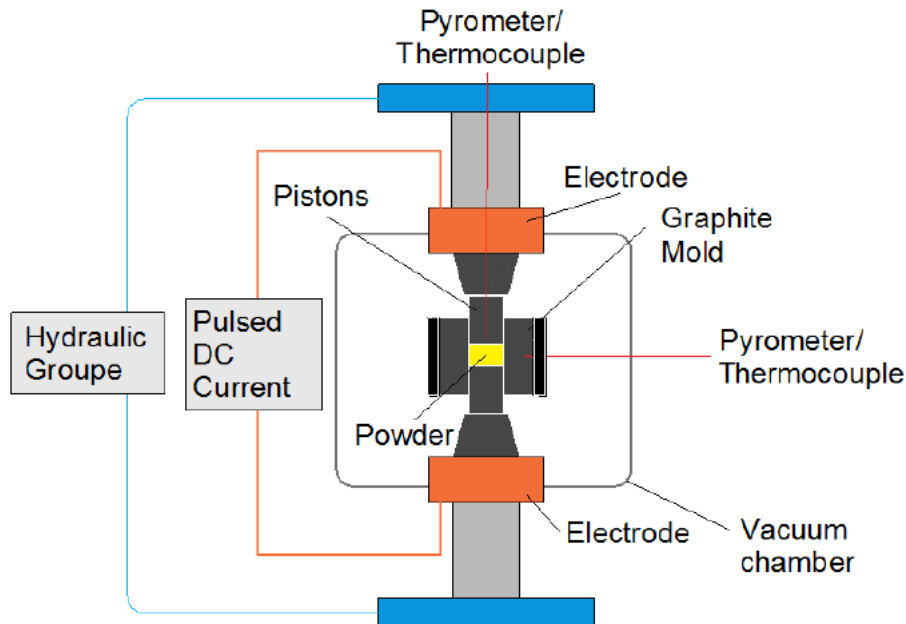 Pyrometer/
Thermocouple
Pistons
Electrode
Graphite
Mold
Hydraulic
Groupe
Pulsed
DC
Current
Pyrometer/
Thermocouple
Powder
Electrode
Vacuum
chamber